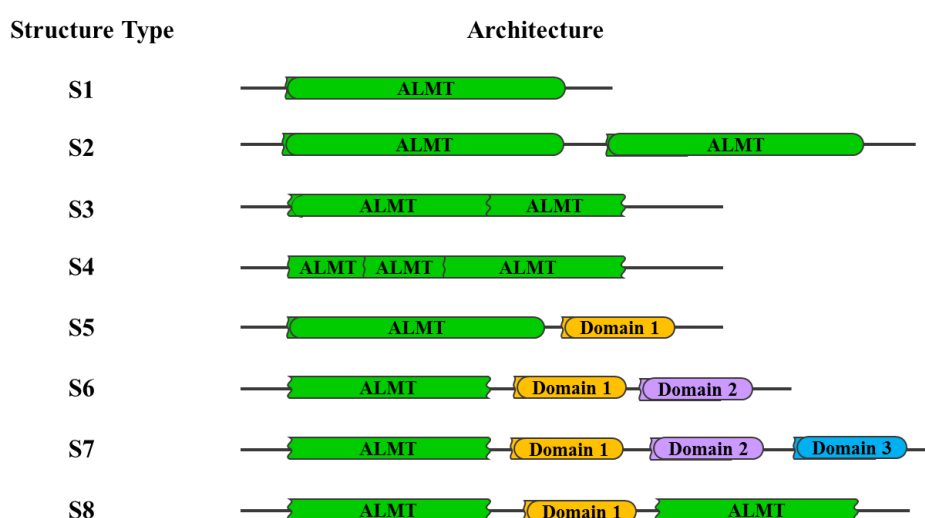 Structure Type Architecture
S1 ALMT
S2 ALMT ALMT
S3 ALMT ALMT
S4 ALMT ALMT ALMT
S5 ALMT Domain 1
S6 ALMT Domain 1 Domain 2
S7 ALMT Domain 1 Domain 2 Domain 3
S8 ALMT Domain 1 ALMT